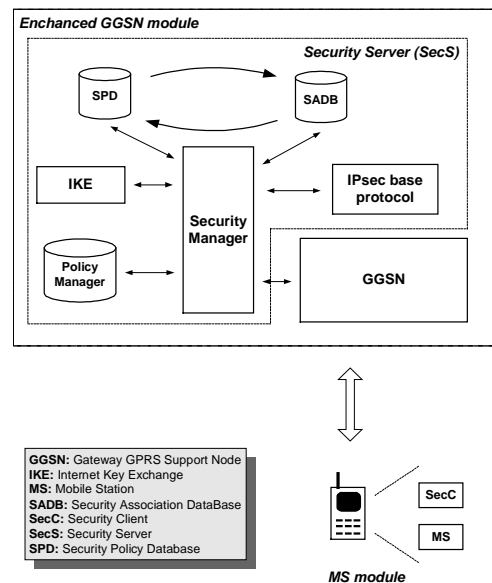 Enchanced GGSN module
Security Server (SecS)
SPD
SADB
IKE
Security
Manager
IPsec base
protocol
Policy
Manager
GGSN
GGSN: Gateway GPRS Support Node
IKE: Internet Key Exchange
MS: Mobile Station
SADB: Security Association DataBase
SecC: Security Client
SecS: Security Server
SPD: Security Policy Database
SecC
MS
MS module